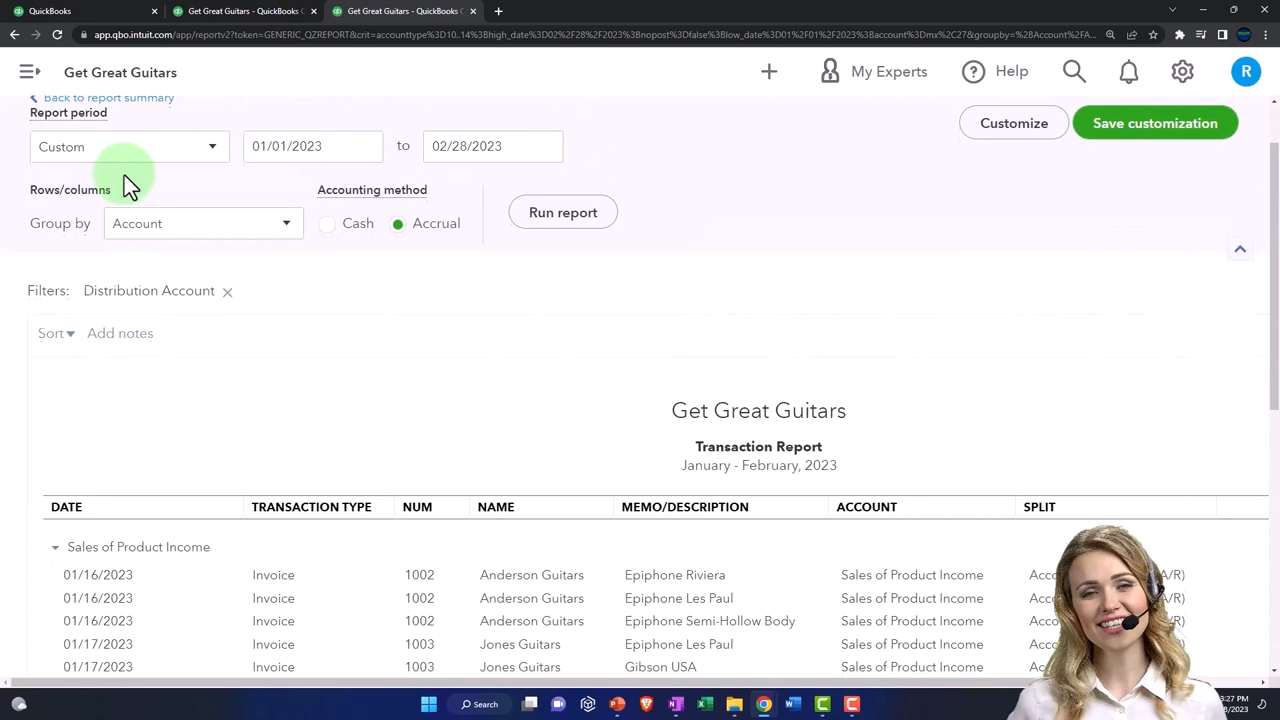 QuickBooks
Get Great Guitars - QuickBooks O
Get Great Guitars - QuickBooks O
app.qbo.intuit.com/app/reportv2?token=GENERIC_QZREPORT&crit=accounttype%3D10..14%3Bhigh_date%3D02%2F28%2F2023%3Bnopost%3Dfalse%3Blow_date%3D01%2F01%2F2023%3Baccount%3Dmx%2C27&groupby=%28Account%2FA...
Get Great Guitars
My Experts
Help
R
Back to report summary
Report period
Custom 01/01/2023 to 02/28/2023
Customize
Save customization
Rows/columns
Accounting method
Group by Account
Cash
Accrual
Run report
Filters: Distribution Account
Sort
Add notes
Get Great Guitars
Transaction Report
January - February, 2023
DATE TRANSACTION TYPE NUM NAME MEMO/DESCRIPTION ACCOUNT SPLIT
Sales of Product Income
01/16/2023 Invoice 1002 Anderson Guitars Epiphone Riviera Sales of Product Income A/R)
01/16/2023 Invoice 1002 Anderson Guitars Epiphone Les Paul Sales of Product Income A/R)
01/16/2023 Invoice 1002 Anderson Guitars Epiphone Semi-Hollow Body Sales of Product Income A/R)
01/17/2023 Invoice 1003 Jones Guitars Epiphone Les Paul Sales of Product Income A/R)
01/17/2023 Invoice 1003 Jones Guitars Gibson USA Sales of Product Income A/R)
Search